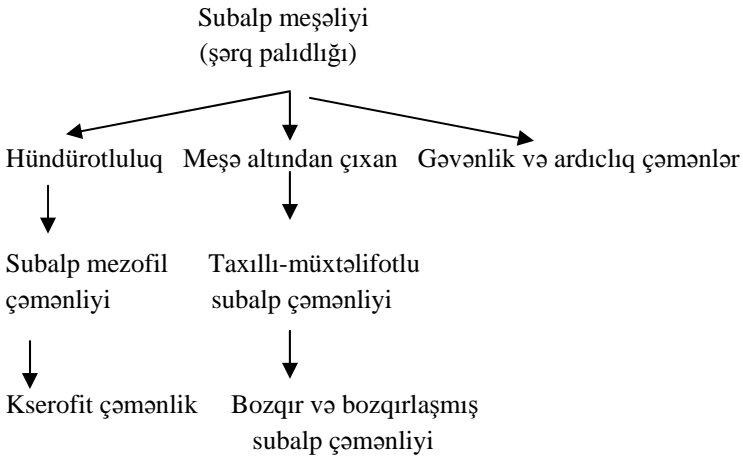 Subalp meşəliyi
(şərq palıdlığı)
Hündürotluluq Meşə altından çıxan Gəvənlik və ardıclıq çəmənlər
Subalp mezofil Taxıllı-müxtəlifotlu
çəmənliyi subalp çəmənliyi
Kserofit çəmənlik Bozqır və bozqırlaşmış
subalp çəmənliyi